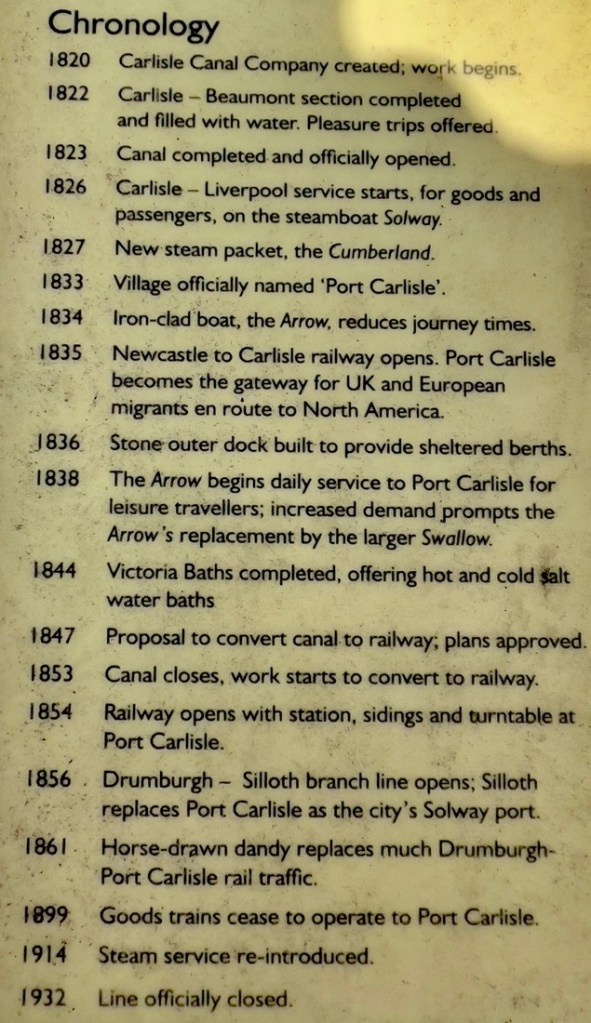 Chronology
1820 Carlisle Canal Company created; work begins.
1822 Carlisle – Beaumont section completed
and filled with water. Pleasure trips offered.
1823 Canal completed and officially opened.
1826 Carlisle – Liverpool service starts, for goods and
passengers, on the steamboat Solway.
1827 New steam packet, the Cumberland.
1833 Village officially named ‘Port Carlisle’.
1834 Iron-clad boat, the Arrow, reduces journey times.
1835 Newcastle to Carlisle railway opens. Port Carlisle
becomes the gateway for UK and European
migrants en route to North America.
1836 Stone outer dock built to provide sheltered berths.
1838 The Arrow begins daily service to Port Carlisle for
leisure travellers; increased demand prompts the
Arrow’s replacement by the larger Swallow.
1844 Victoria Baths completed, offering hot and cold salt
water baths
1847 Proposal to convert canal to railway; plans approved.
1853 Canal closes, work starts to convert to railway.
1854 Railway opens with station, sidings and turntable at
Port Carlisle.
1856 Drumburgh – Silloth branch line opens; Silloth
replaces Port Carlisle as the city’s Solway port.
1861 Horse-drawn dandy replaces much Drumburgh-
Port Carlisle rail traffic.
1899 Goods trains cease to operate to Port Carlisle.
1914 Steam service re-introduced.
1932 Line officially closed.